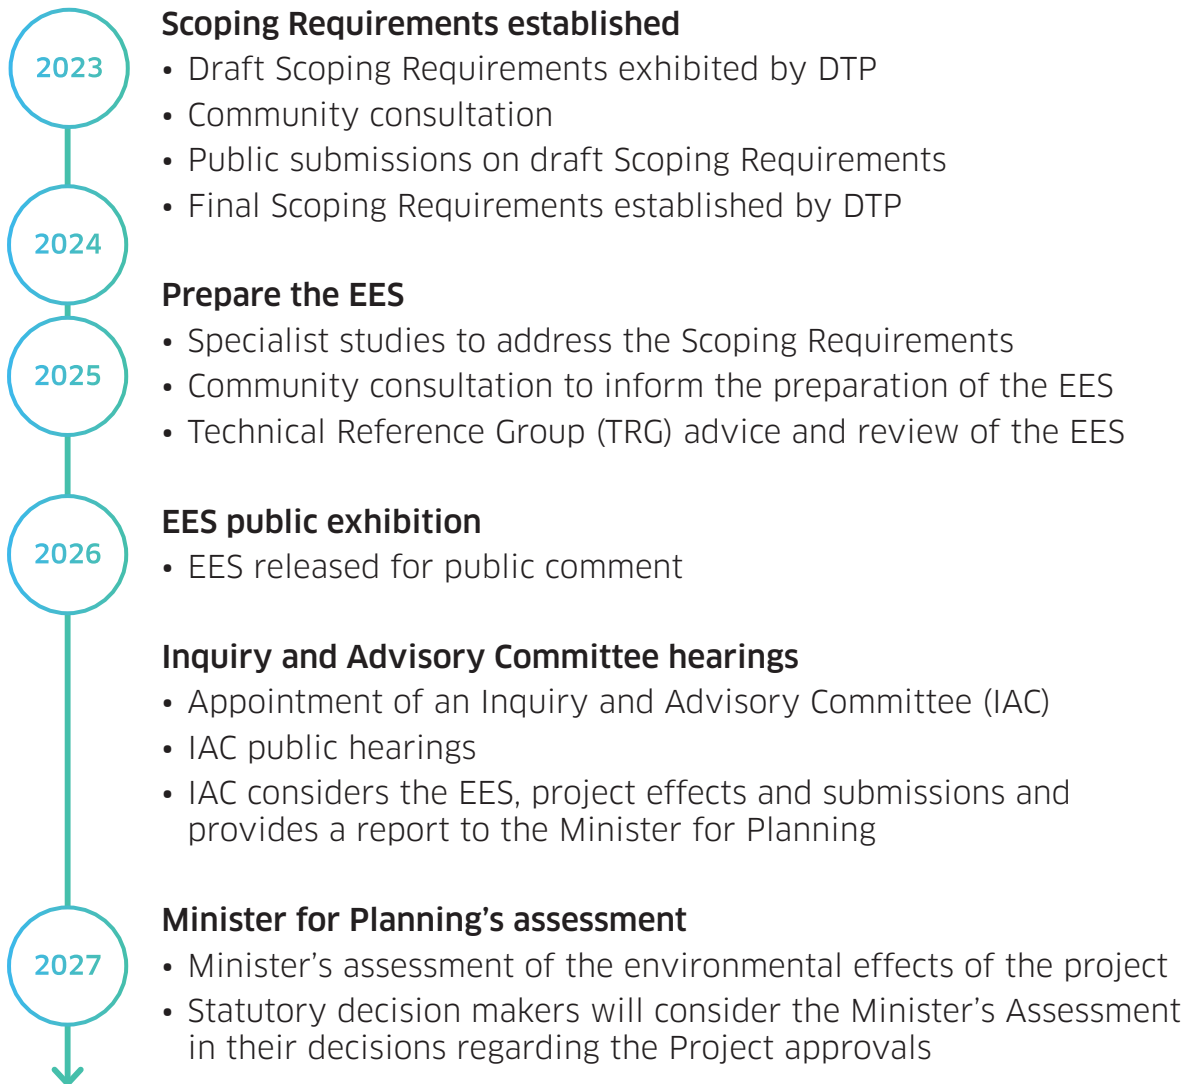 2023
Scoping Requirements established
• Draft Scoping Requirements exhibited by DTP
• Community consultation
• Public submissions on draft Scoping Requirements
• Final Scoping Requirements established by DTP
2024
Prepare the EES
• Specialist studies to address the Scoping Requirements
2025
• Community consultation to inform the preparation of the EES
• Technical Reference Group (TRG) advice and review of the EES
EES public exhibition
2026
• EES released for public comment
Inquiry and Advisory Committee hearings
• Appointment of an Inquiry and Advisory Committee (IAC)
• IAC public hearings
• IAC considers the EES, project effects and submissions and
provides a report to the Minister for Planning
Minister for Planning's assessment
2027
• Minister's assessment of the environmental effects of the project
• Statutory decision makers will consider the Minister's Assessment
in their decisions regarding the Project approvals